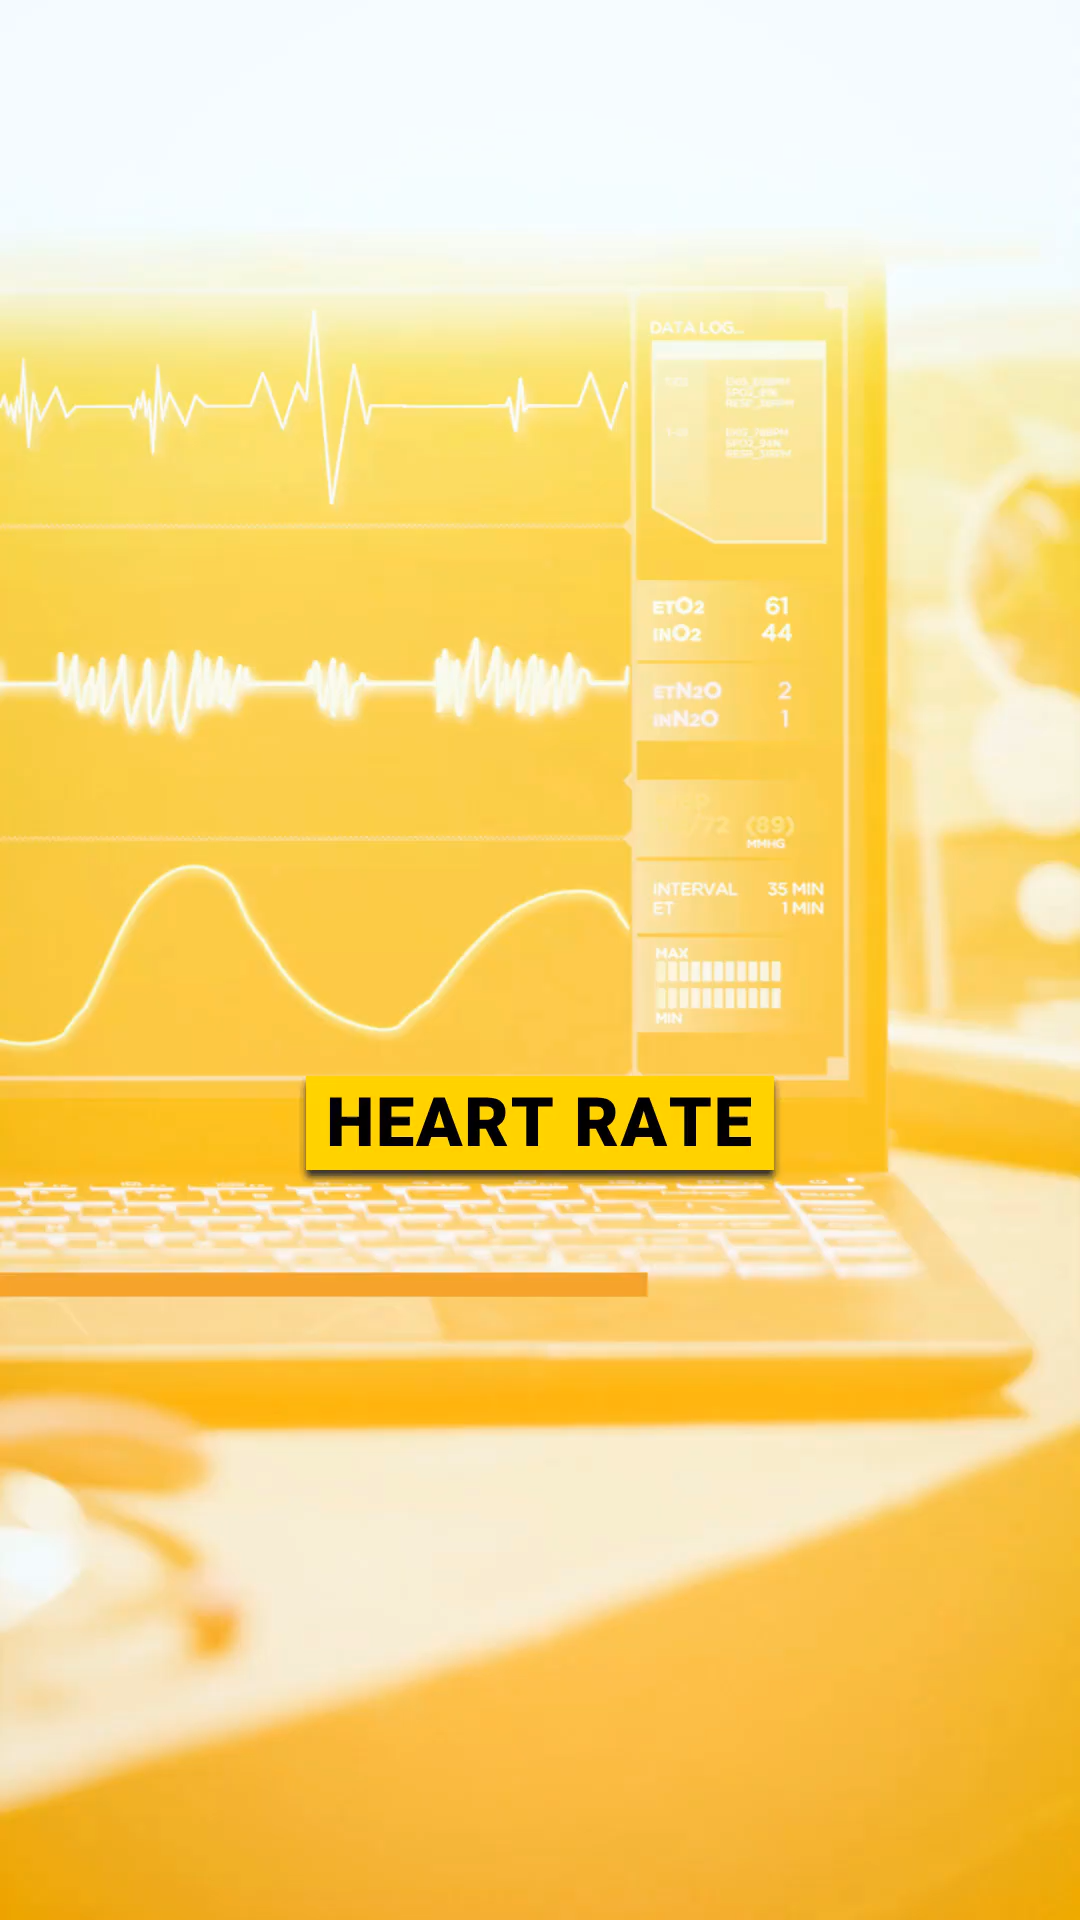 DATA LOG...
ETO2 61
INO2 44
ETN2O 2
INN2O 1
/72 (89)
MMHG
INTERVAL 35 MIN
ET 1 MIN
MAX
MIN
HEART RATE